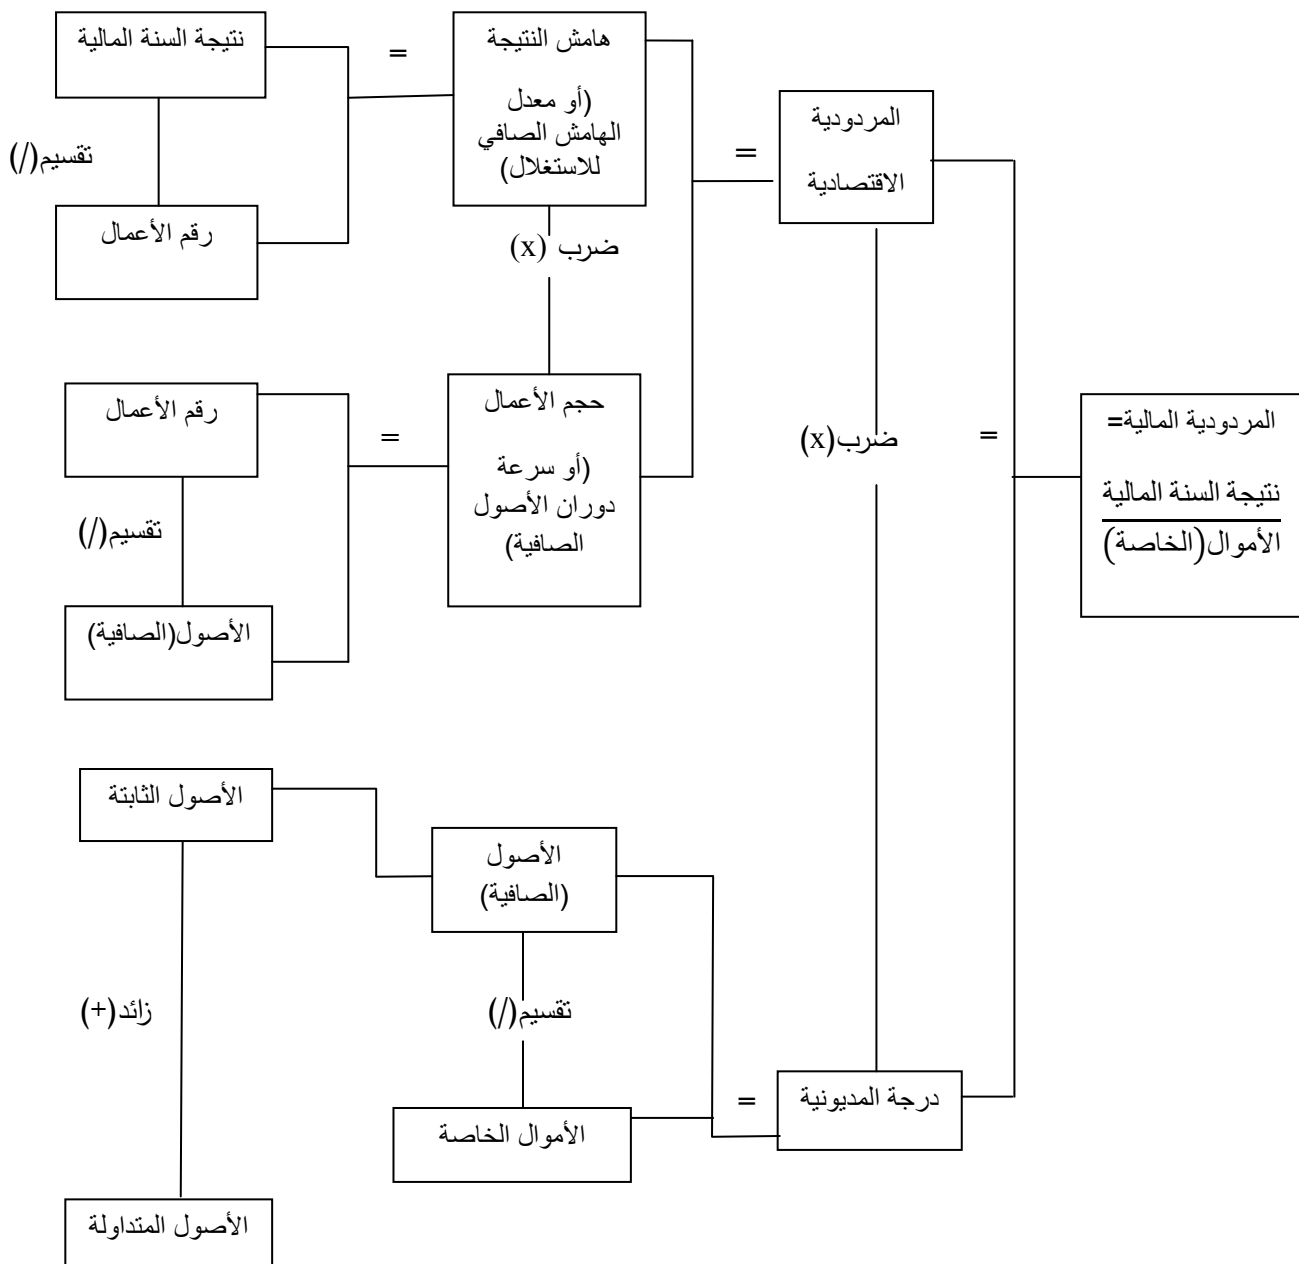 نتيجة السنة المالية
=
هامش النتيجة
(أو معدل
الهامش الصافي
للاستغلال)
تقسيم(/)
رقم الأعمال
ضرب (x)
=
المردودية
الاقتصادية
رقم الأعمال
=
حجم الأعمال
(أو سرعة
دوران الأصول
الصافية)
تقسيم(/)
الأصول(الصافية)
ضرب(x)
=
المردودية المالية=
نتيجة السنة المالية
الأموال(الخاصة)
الأصول الثابتة
الأصول
(الصافية)
زائد(+)
تقسيم(/)
الأموال الخاصة
=
درجة المديونية
الأصول المتداولة